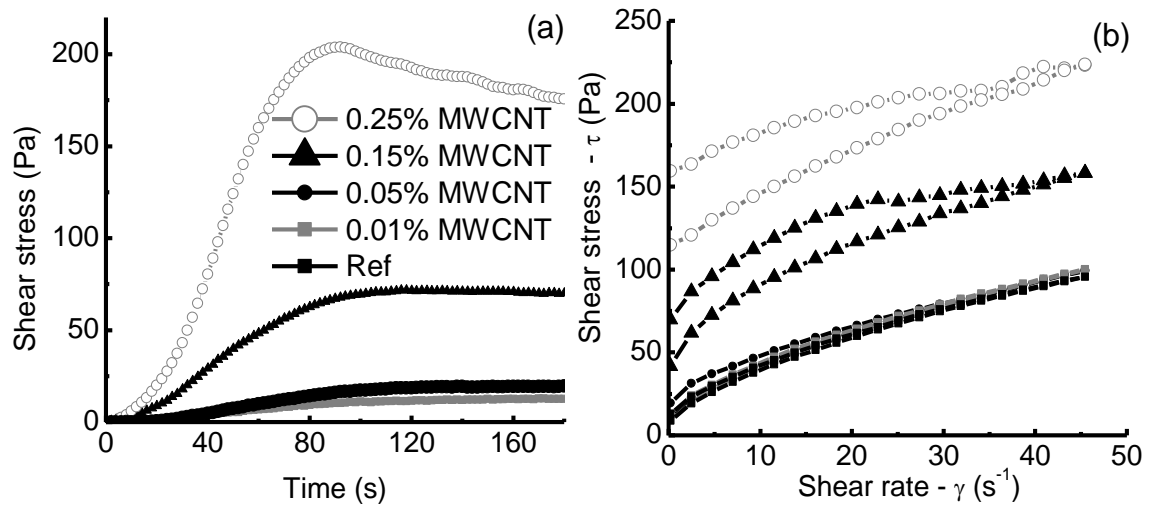 (a)
200
150
100
50
0
Shear stress (Pa)
0.25% MWCNT
0.15% MWCNT
0.05% MWCNT
0.01% MWCNT
Ref
0 40 80 120 160
Time (s)
(b)
250
200
150
100
50
0
Shear stress - τ (Pa)
0 10 20 30 40 50
Shear rate - γ (s⁻¹)